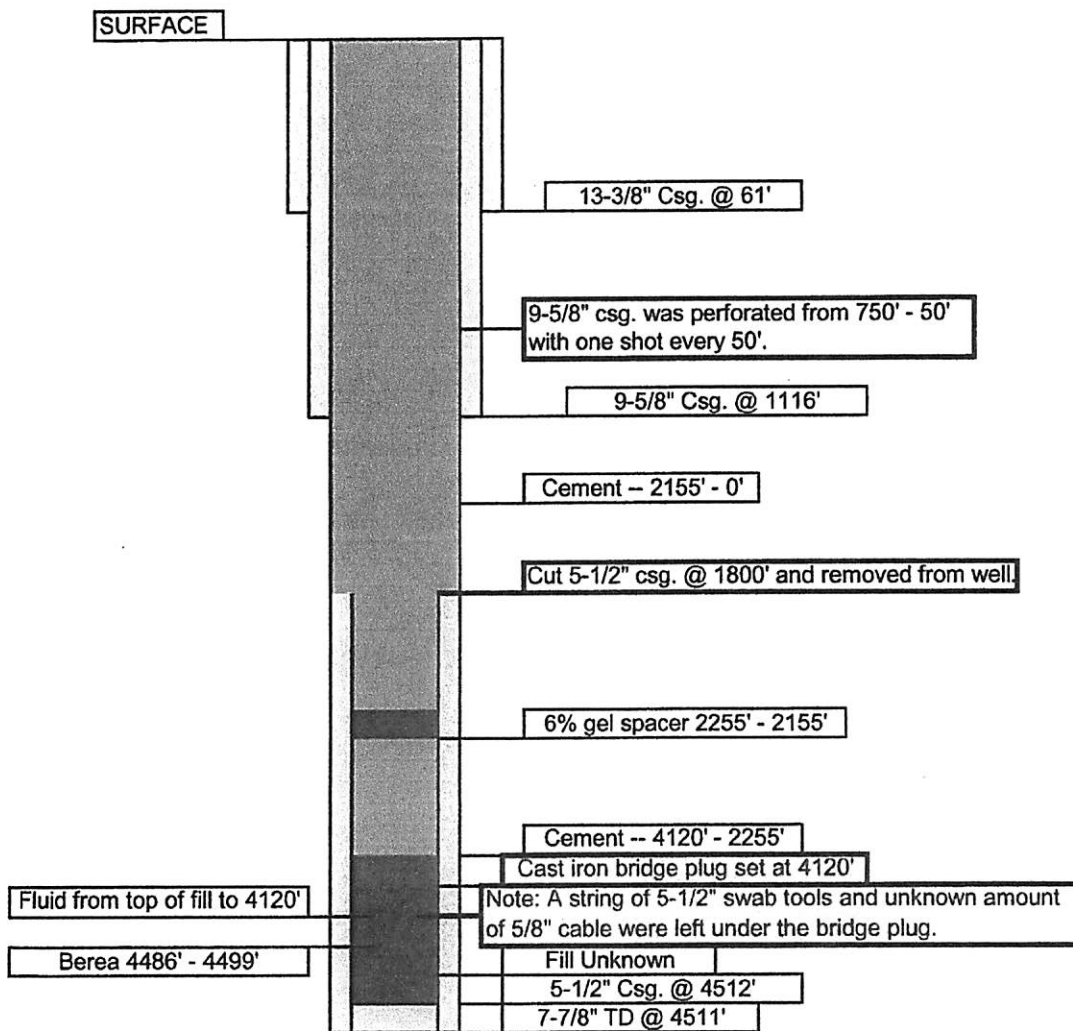 SURFACE
13-3/8" Csg. @ 61'
9-5/8" csg. was perforated from 750' - 50'
with one shot every 50'.
9-5/8" Csg. @ 1116'
Cement -- 2155' - 0'
Cut 5-1/2" csg. @ 1800' and removed from well.
6% gel spacer 2255' - 2155'
Cement -- 4120' - 2255'
Cast iron bridge plug set at 4120'
Fluid from top of fill to 4120'
Note: A string of 5-1/2" swab tools and unknown amount
of 5/8" cable were left under the bridge plug.
Berea 4486' - 4499'
Fill Unknown
5-1/2" Csg. @ 4512'
7-7/8" TD @ 4511'